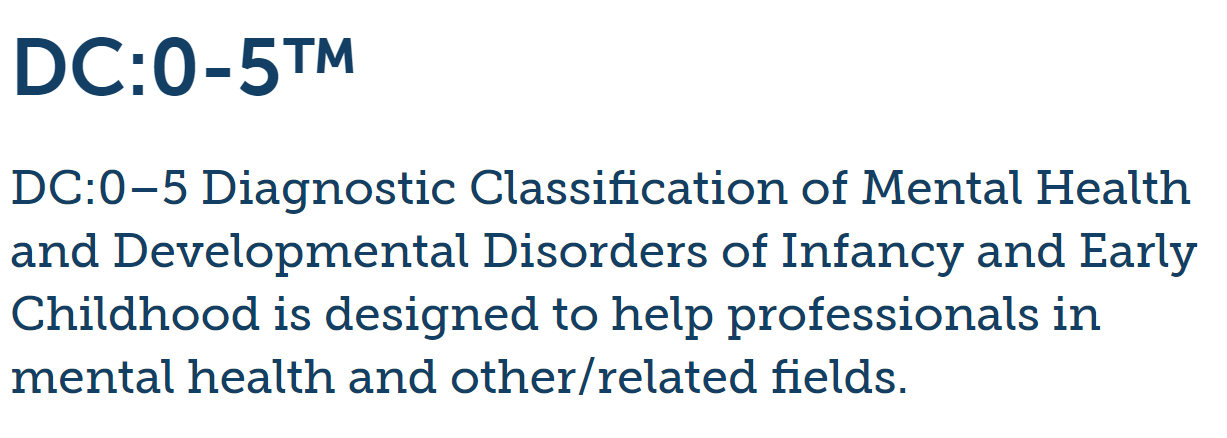 DC:0-5™
DC:0–5 Diagnostic Classification of Mental Health
and Developmental Disorders of Infancy and Early
Childhood is designed to help professionals in
mental health and other/related fields.